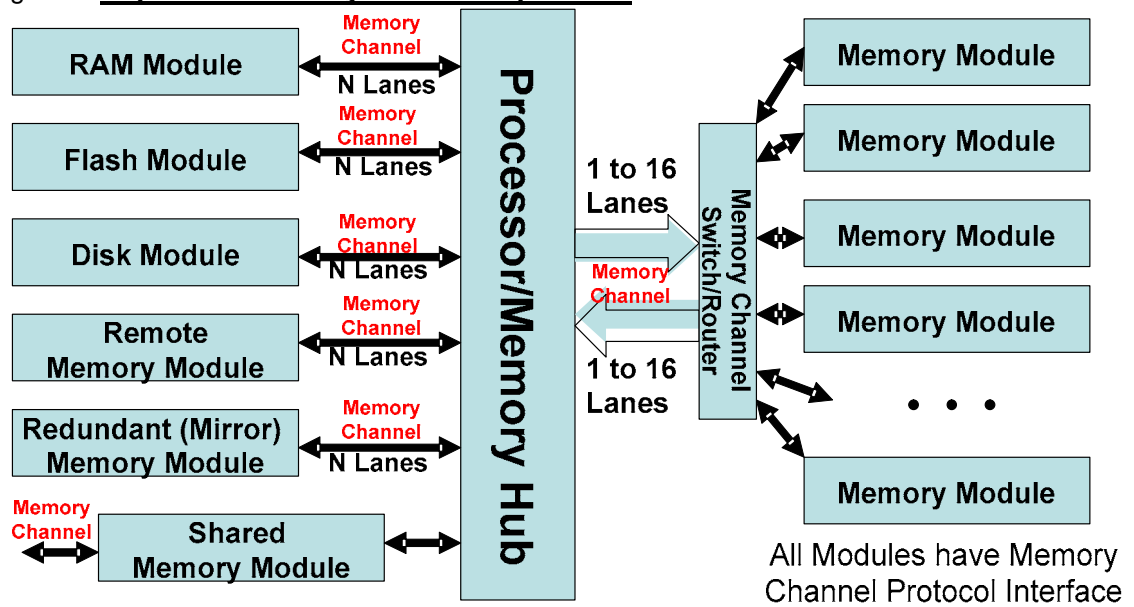 RAM Module
Memory
Channel
N Lanes
Flash Module
Memory
Channel
N Lanes
Disk Module
Memory
Channel
N Lanes
Remote
Memory Module
Memory
Channel
N Lanes
Redundant (Mirror)
Memory Module
Memory
Channel
N Lanes
Memory
Channel
Shared
Memory Module
Processor/Memory Hub
1 to 16
Lanes
Memory
Channel
1 to 16
Lanes
Memory Channel
Switch/Router
Memory Module
Memory Module
Memory Module
Memory Module
• • •
Memory Module
All Modules have Memory
Channel Protocol Interface